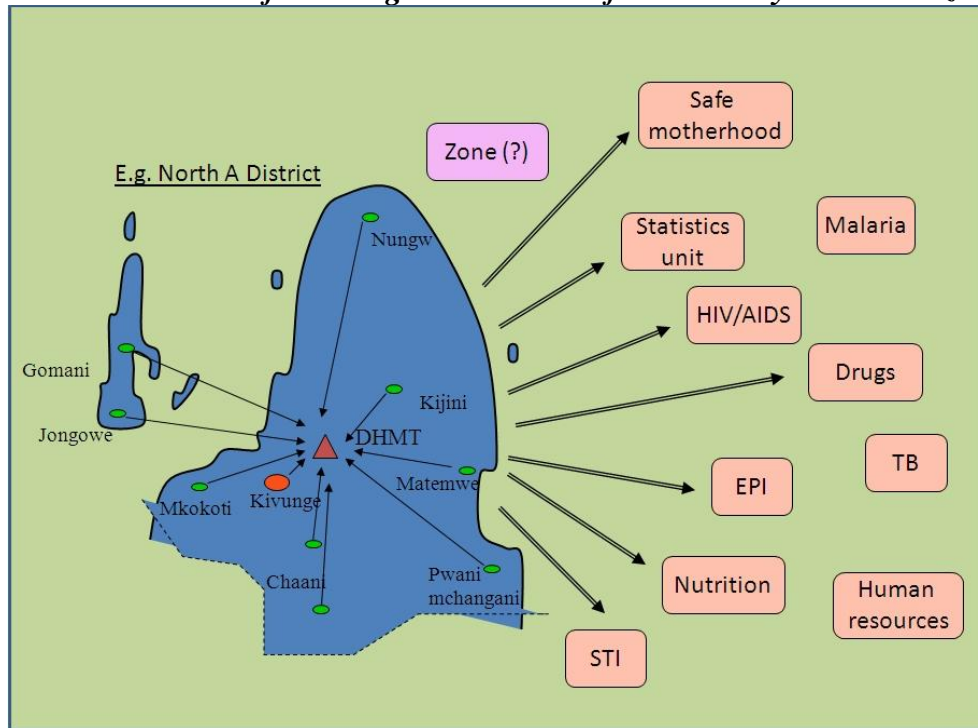 Zone (?)
Safe
motherhood
E.g. North A District
Nungw
Statistics
unit
Malaria
HIV/AIDS
Gomani
Drugs
Kijini
Jongowe
DHMT
TB
Matemwe
EPI
Mkokoti
Kivunge
Chaani
Pwani
mchangani
Nutrition
Human
resources
STI